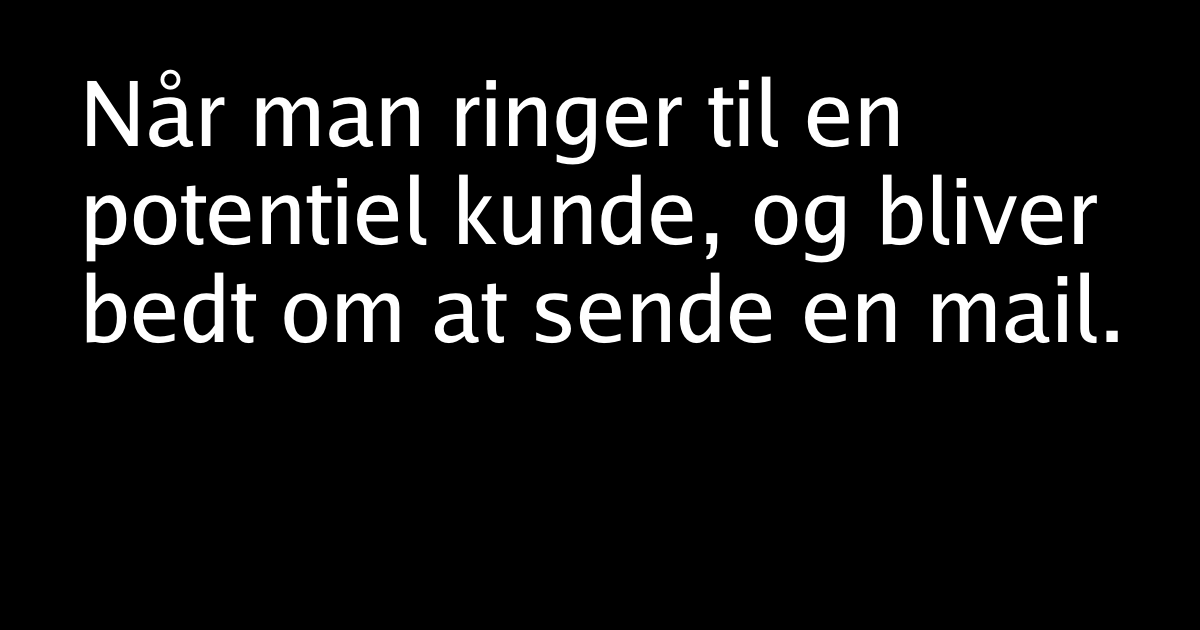 Når man ringer til en
potentiel kunde, og bliver
bedt om at sende en mail.